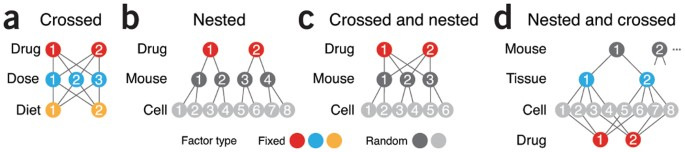 a Crossed
Drug 1 2
Dose 1 2 3
Diet 1 2
b Nested
Drug 1 2
Mouse 1 2 3 4
Cell 1 2 3 4 5 6 7 8
c Crossed and nested
Drug 1 2
Mouse 1 2 3
Cell 1 2 3 4 5 6
d Nested and crossed
Mouse 1 2 ...
Tissue 1 2
Cell 1 2 3 4 5 6 7 8
Drug 1 2
Factor type Fixed Random